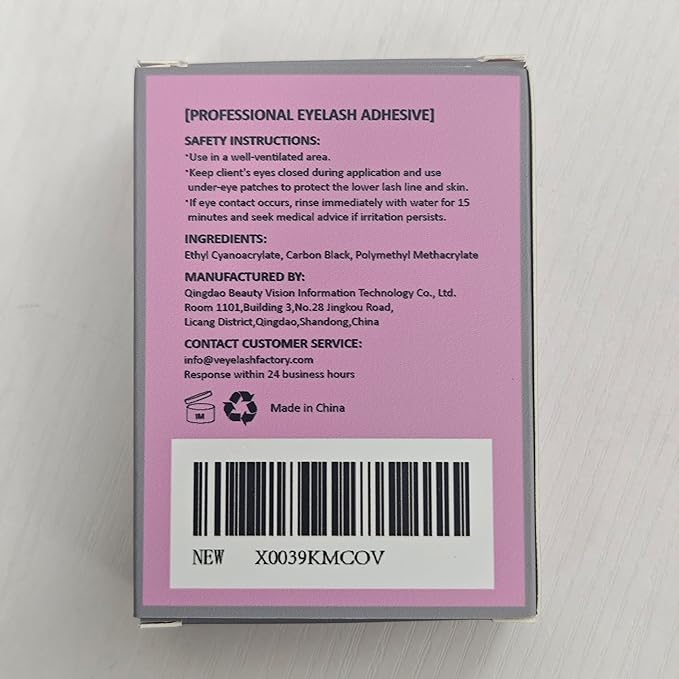 [PROFESSIONAL EYELASH ADHESIVE]
SAFETY INSTRUCTIONS:
·Use in a well-ventilated area.
·Keep client's eyes closed during application and use
under-eye patches to protect the lower lash line and skin.
·If eye contact occurs, rinse immediately with water for 15
minutes and seek medical advice if irritation persists.
INGREDIENTS:
Ethyl Cyanoacrylate, Carbon Black, Polymethyl Methacrylate
MANUFACTURED BY:
Qingdao Beauty Vision Information Technology Co., Ltd.
Room 1101,Building 3,No.28 Jingkou Road,
Licang District,Qingdao,Shandong,China
CONTACT CUSTOMER SERVICE:
info@veyelashfactory.com
Response within 24 business hours
1M
Made in China
NEW X0039KMCOV